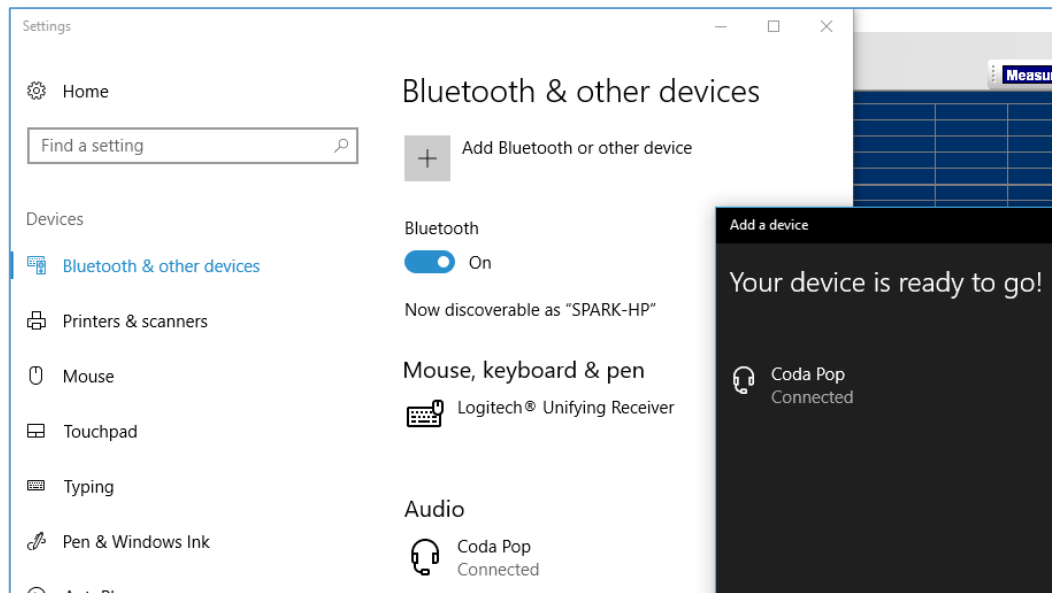 Settings
Home
Find a setting
Devices
Bluetooth & other devices
Printers & scanners
Mouse
Touchpad
Typing
Pen & Windows Ink
Bluetooth & other devices
Add Bluetooth or other device
Bluetooth
On
Now discoverable as “SPARK-HP”
Mouse, keyboard & pen
Logitech® Unifying Receiver
Audio
Coda Pop
Connected
Measu
Add a device
Your device is ready to go!
Coda Pop
Connected